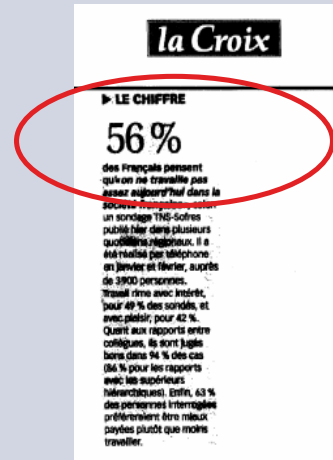 la Croix
▶ LE CHIFFRE
56 %
des Français pensent
qu'«on ne travaille pas
assez aujourd'hui dans la
société française», selon
un sondage TNS-Sofres
publié hier dans plusieurs
quotidiens régionaux. Il a
été réalisé par téléphone
en janvier et février, auprès
de 3900 personnes.
Travail rime avec intérêt,
pour 49 % des sondés, et
avec plaisir, pour 42 %.
Quant aux rapports entre
collègues, ils sont jugés
bons dans 94 % des cas
(86 % pour les rapports
avec les supérieurs
hiérarchiques). Enfin, 63 %
des personnes interrogées
préféreraient être mieux
payées plutôt que moins
travailler.